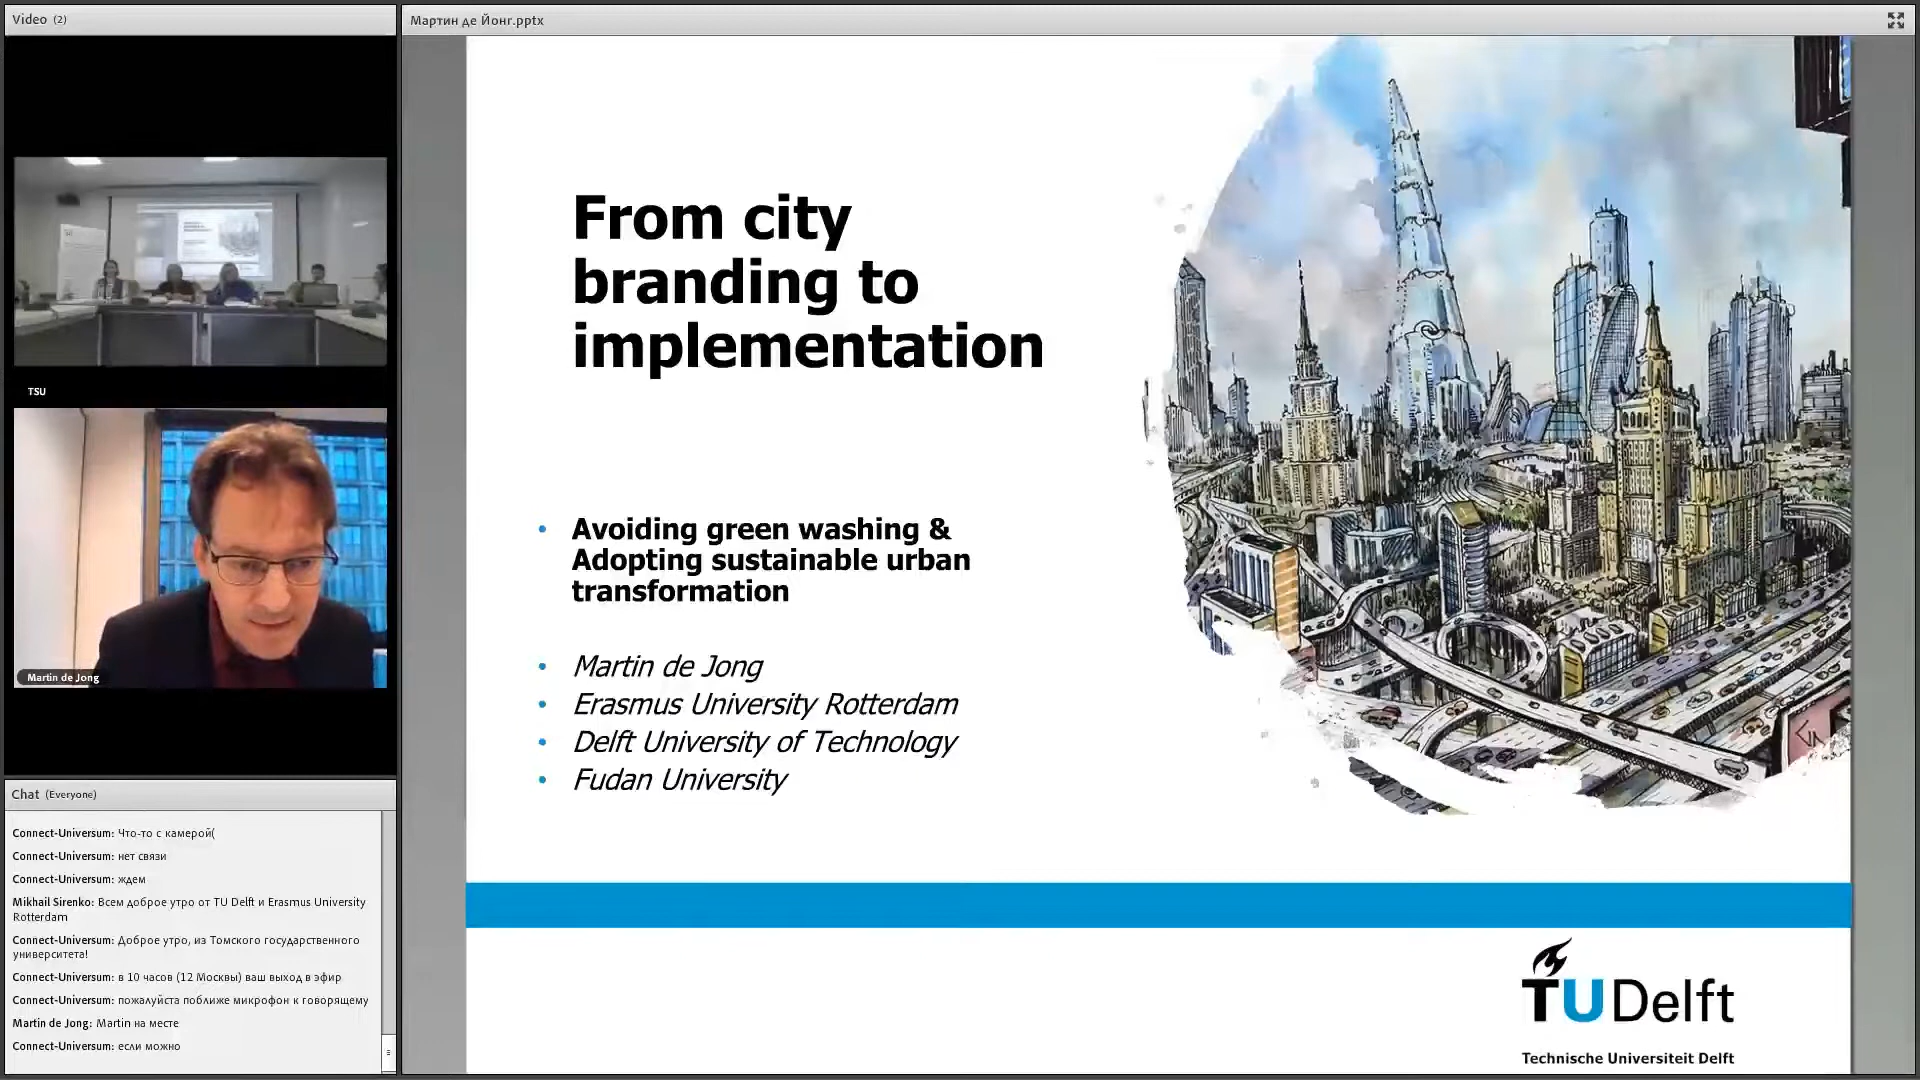 Video (2)
TSU
Martin de Jong
Chat (Everyone)
Connect-Universum: Что-то с камерой(
Connect-Universum: нет связи
Connect-Universum: ждем
Mikhail Sirenko: Всем доброе утро от TU Delft и Erasmus University
Rotterdam
Connect-Universum: Доброе утро, из Томского государственного
университета!
Connect-Universum: в 10 часов (12 Москвы) ваш выход в эфир
Connect-Universum: пожалуйста поближе микрофон к говорящему
Martin de Jong: Martin на месте
Connect-Universum: если можно
Мартин де Йонг.pptx
From city
branding to
implementation
• Avoiding green washing &
Adopting sustainable urban
transformation
• Martin de Jong
• Erasmus University Rotterdam
• Delft University of Technology
• Fudan University
TUDelft
Technische Universiteit Delft